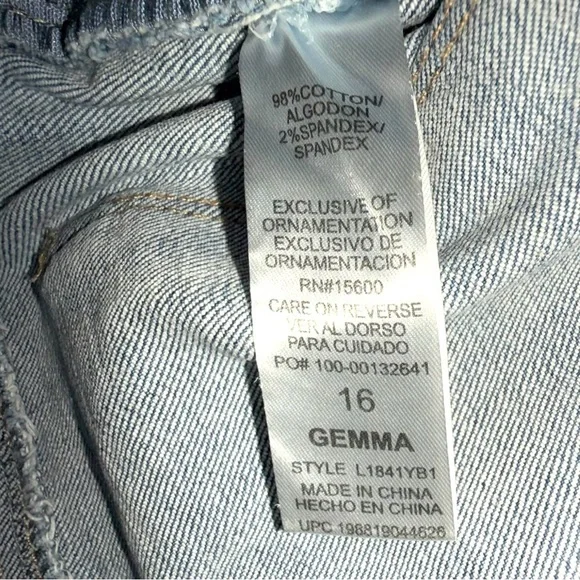 98%COTTON/
ALGODON
2%SPANDEX/
SPANDEX
EXCLUSIVE OF
ORNAMENTATION
EXCLUSIVO DE
ORNAMENTACION
RN#15600
CARE ON REVERSE
VER AL DORSO
PARA CUIDADO
PO# 100-00132641
16
GEMMA
STYLE L1841YB1
MADE IN CHINA
HECHO EN CHINA
UPC 198819044626